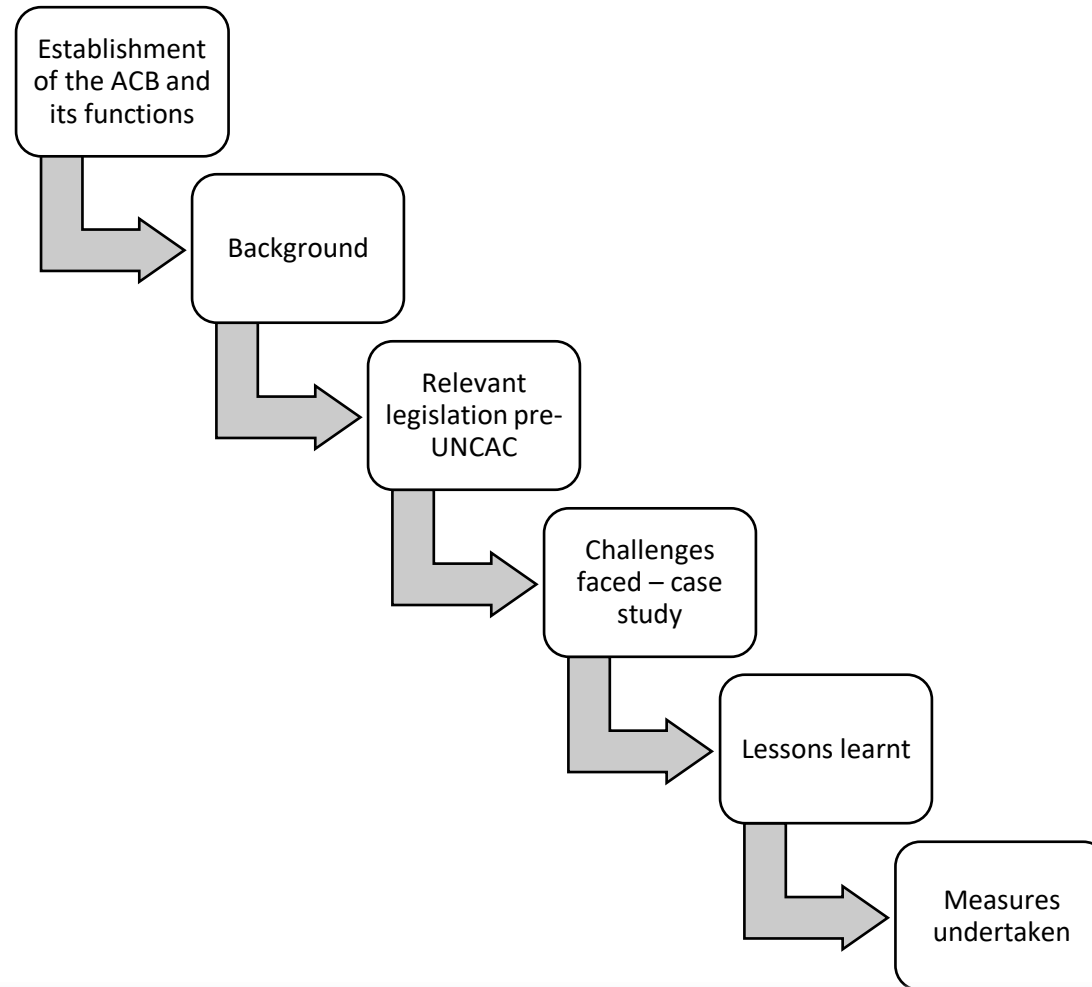 Establishment
of the ACB and
its functions
Background
Relevant
legislation pre-
UNCAC
Challenges
faced – case
study
Lessons learnt
Measures
undertaken